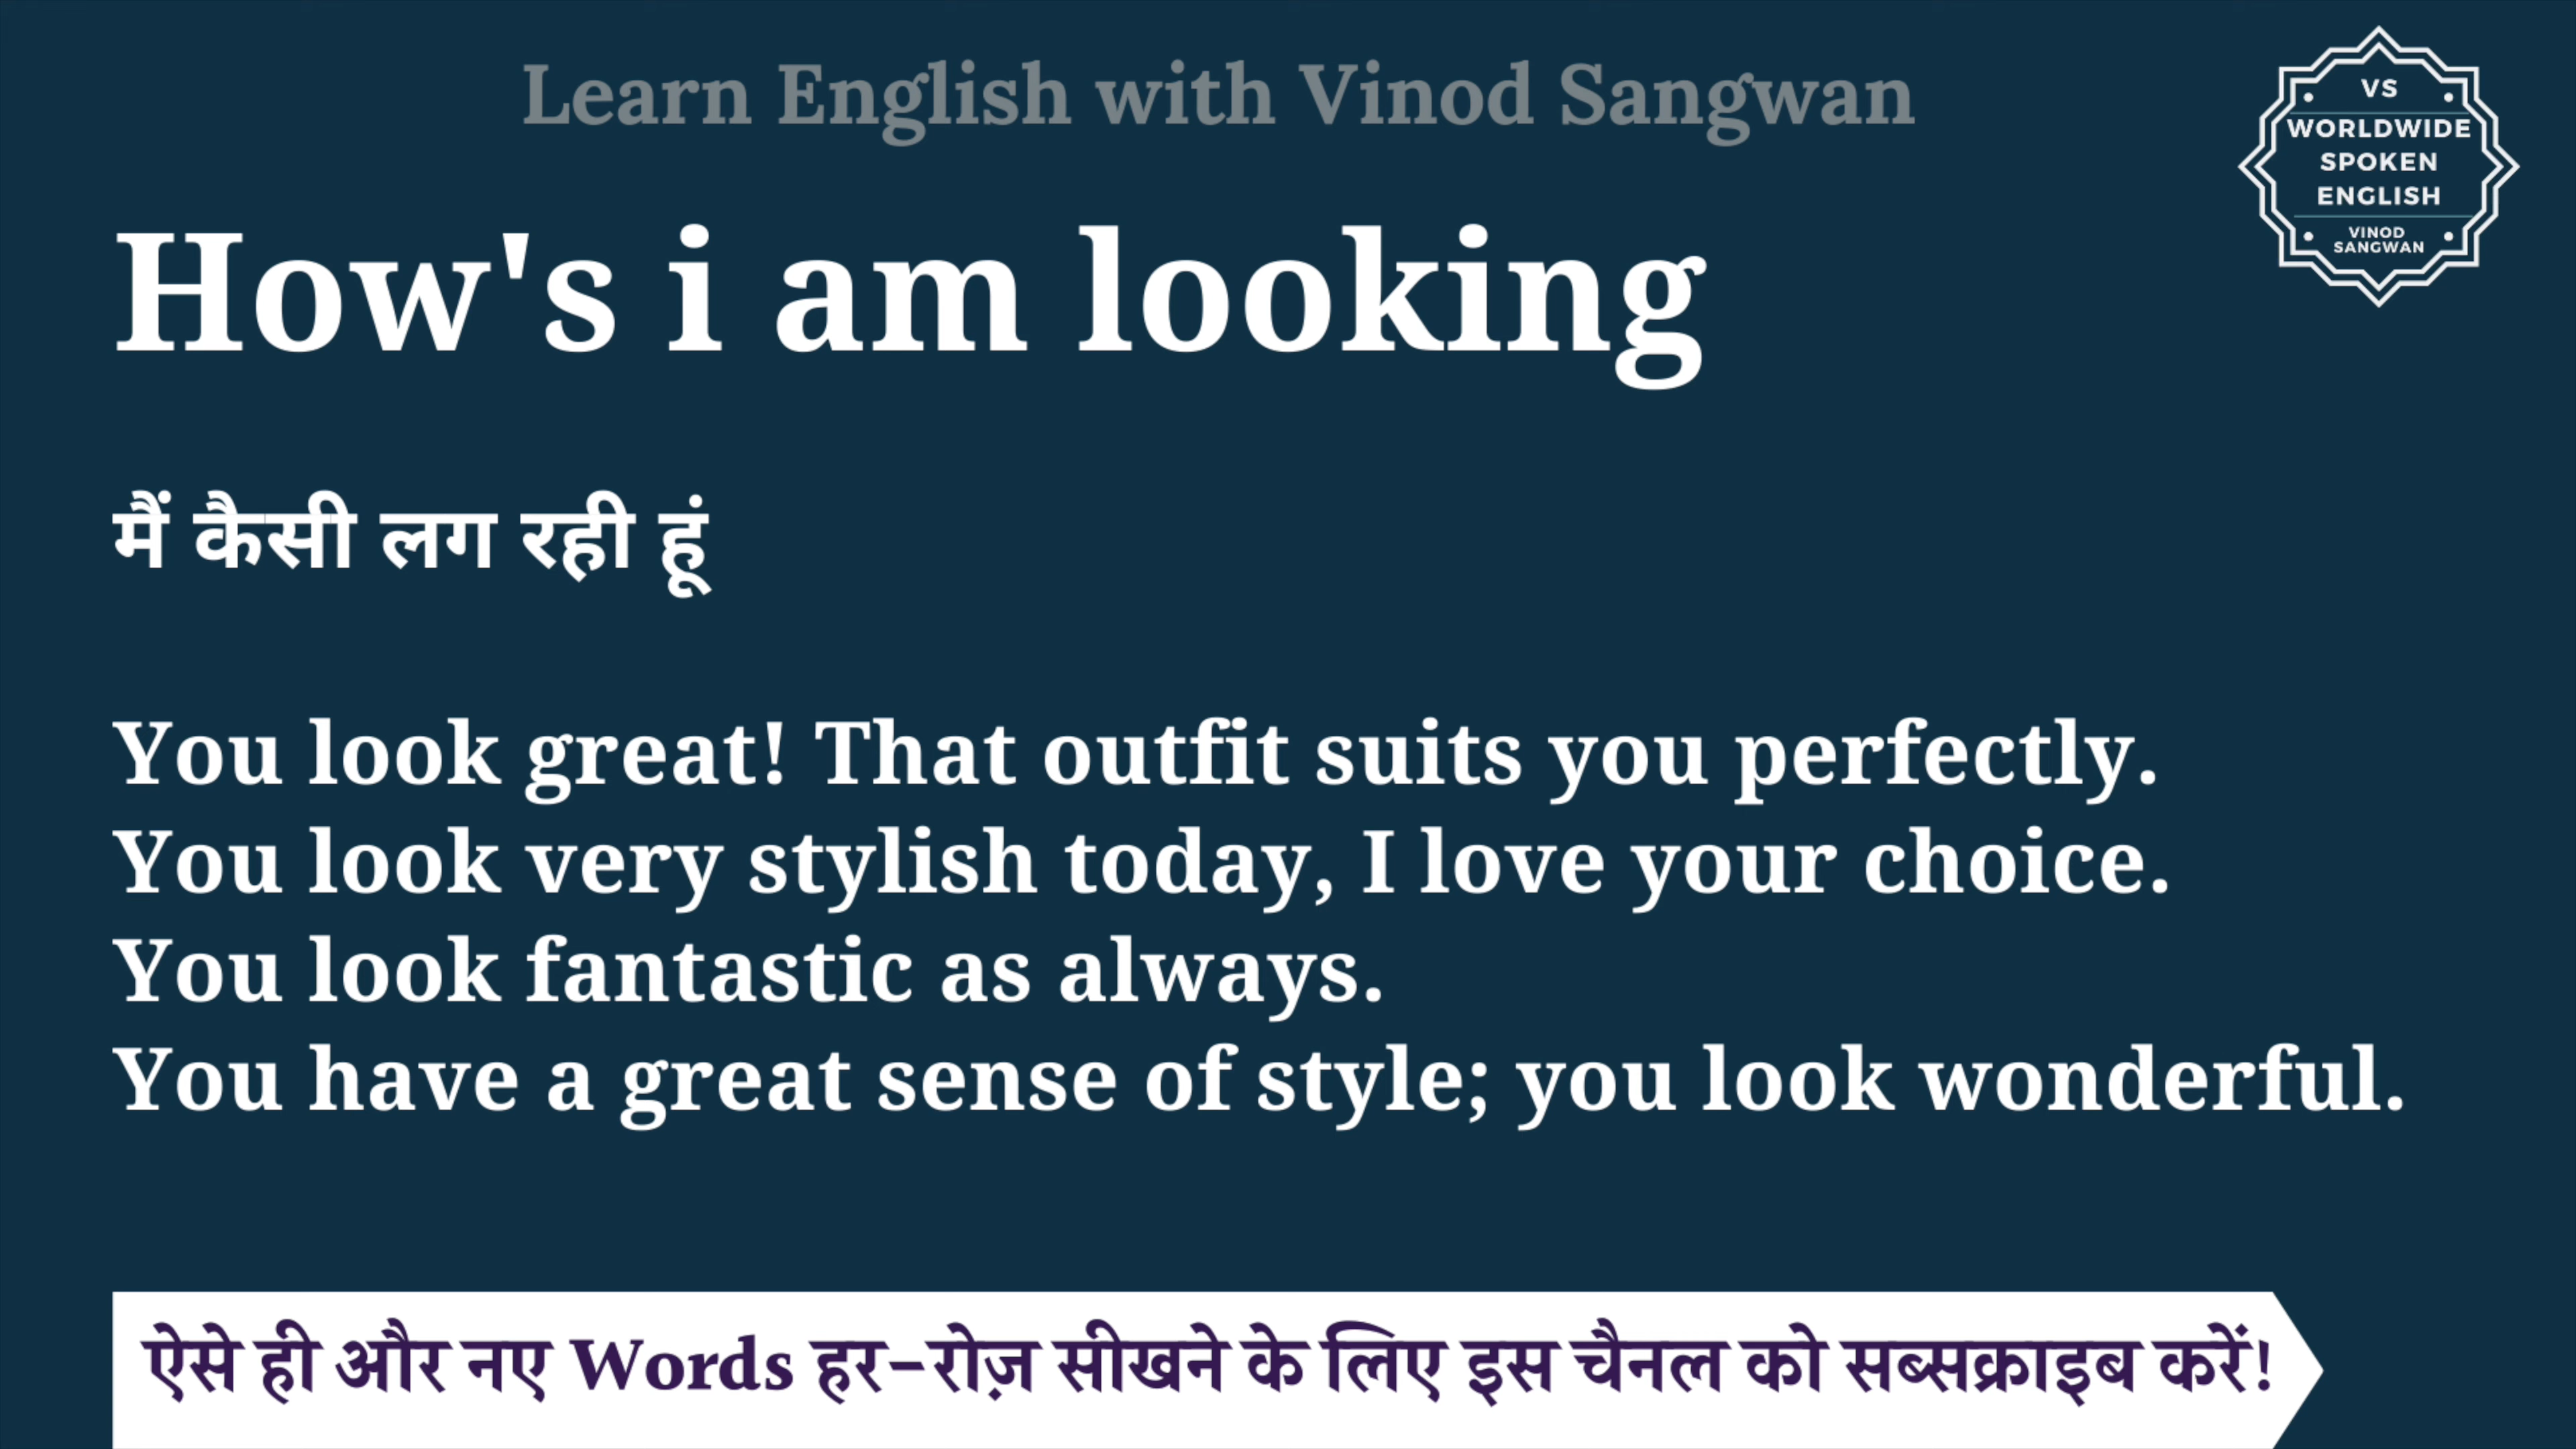 Learn English with Vinod Sangwan
VS
WORLDWIDE
SPOKEN
ENGLISH
VINOD
SANGWAN
How's i am looking
मैं कैसी लग रही हूं
You look great! That outfit suits you perfectly.
You look very stylish today, I love your choice.
You look fantastic as always.
You have a great sense of style; you look wonderful.
ऐसे ही और नए Words हर-रोज़ सीखने के लिए इस चैनल को सब्सक्राइब करें!